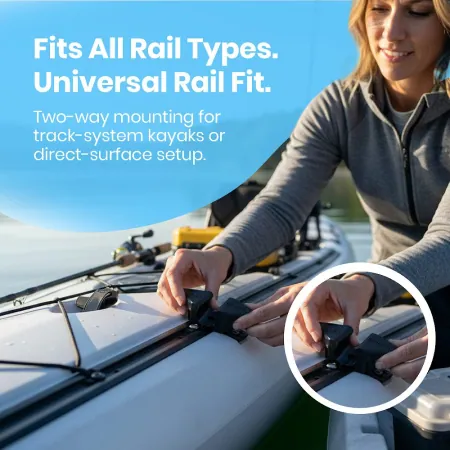 Fits All Rail Types.
Universal Rail Fit.
Two-way mounting for
track-system kayaks or
direct-surface setup.